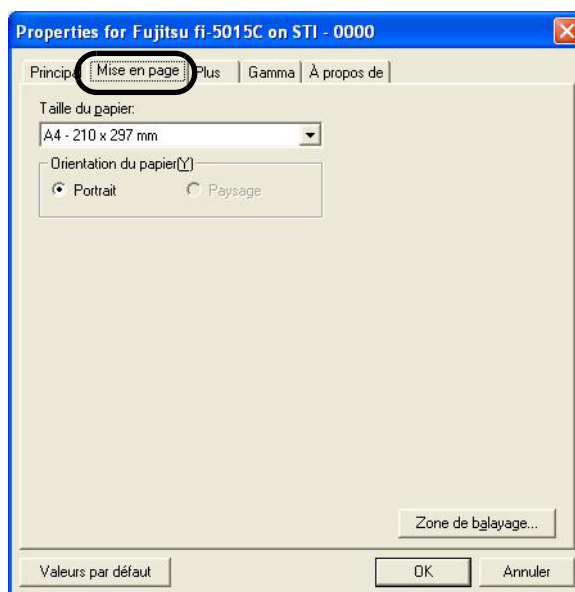 Properties for Fujitsu fi-5015C on STI - 0000
Principal Mise en page Plus Gamma À propos de
Taille du papier:
A4 - 210 x 297 mm
Orientation du papier(Y)
Portrait Paysage
Zone de balayage...
Valeurs par défaut OK Annuler